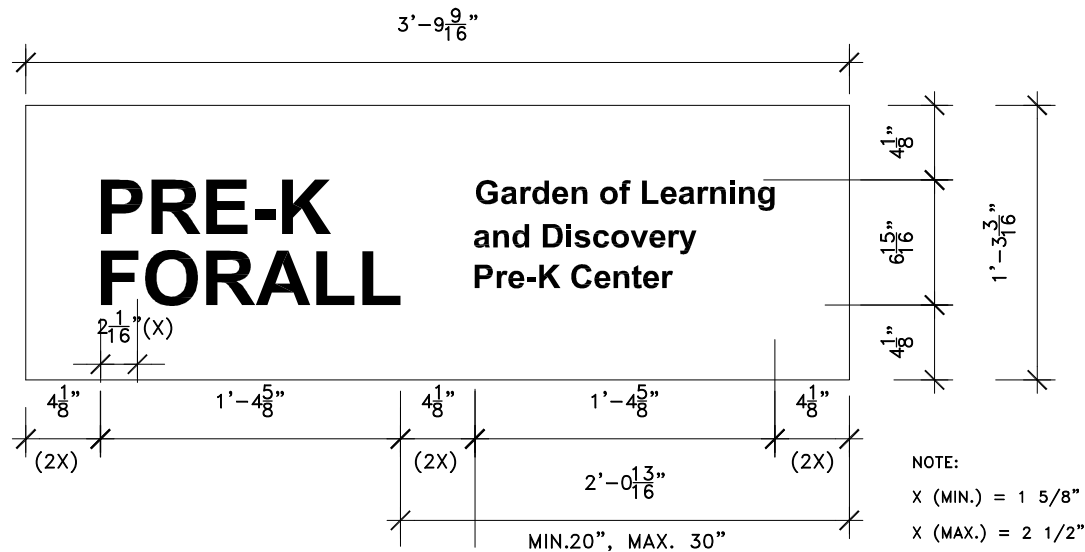 3'-9 9/16"
PRE-K
FORALL
Garden of Learning
and Discovery
Pre-K Center
4 1/8"
6 15/16"
4 1/8"
1'-3 3/16"
2 1/16"(X)
4 1/8" 1'-4 5/8" 4 1/8" 1'-4 5/8" 4 1/8"
(2X) (2X) (2X)
2'-0 13/16"
MIN.20", MAX. 30"
NOTE:
X (MIN.) = 1 5/8"
X (MAX.) = 2 1/2"